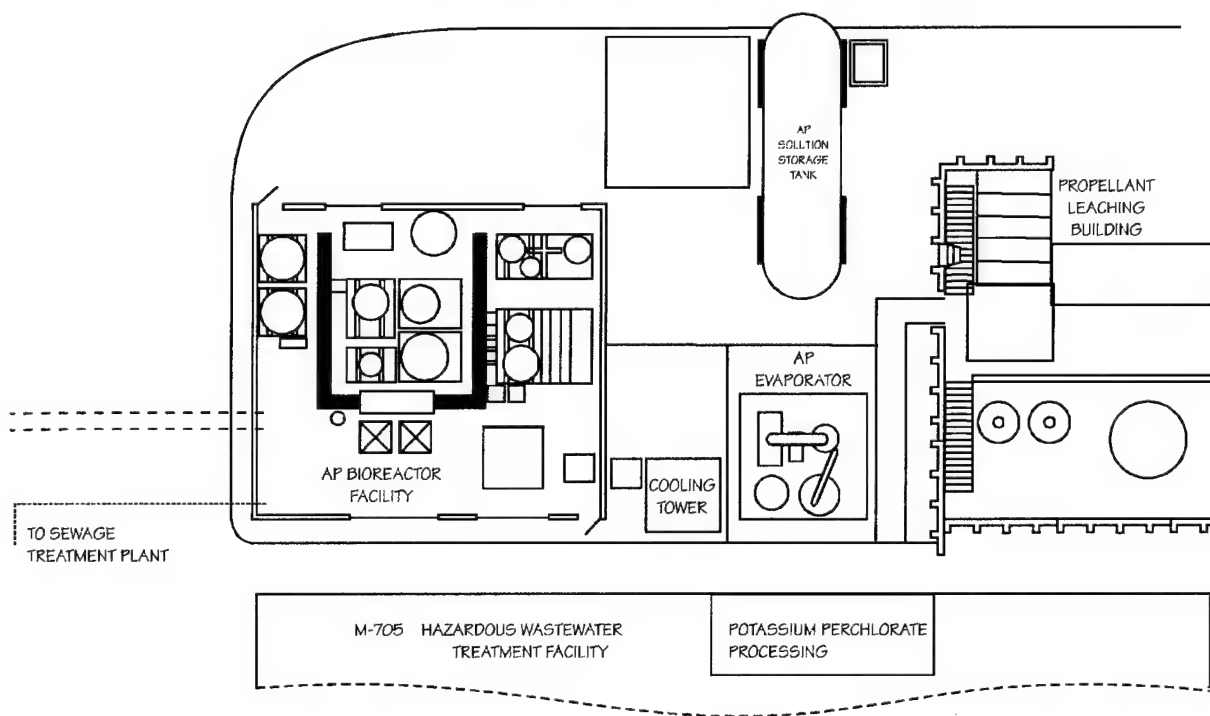 AP
SOLUTION
STORAGE
TANK
PROPELLANT
LEACHING
BUILDING
AP
EVAPORATOR
AP BIOREACTOR
FACILITY
COOLING
TOWER
TO SEWAGE
TREATMENT PLANT
M-705 HAZARDOUS WASTEWATER
TREATMENT FACILITY
POTASSIUM PERCHLORATE
PROCESSING